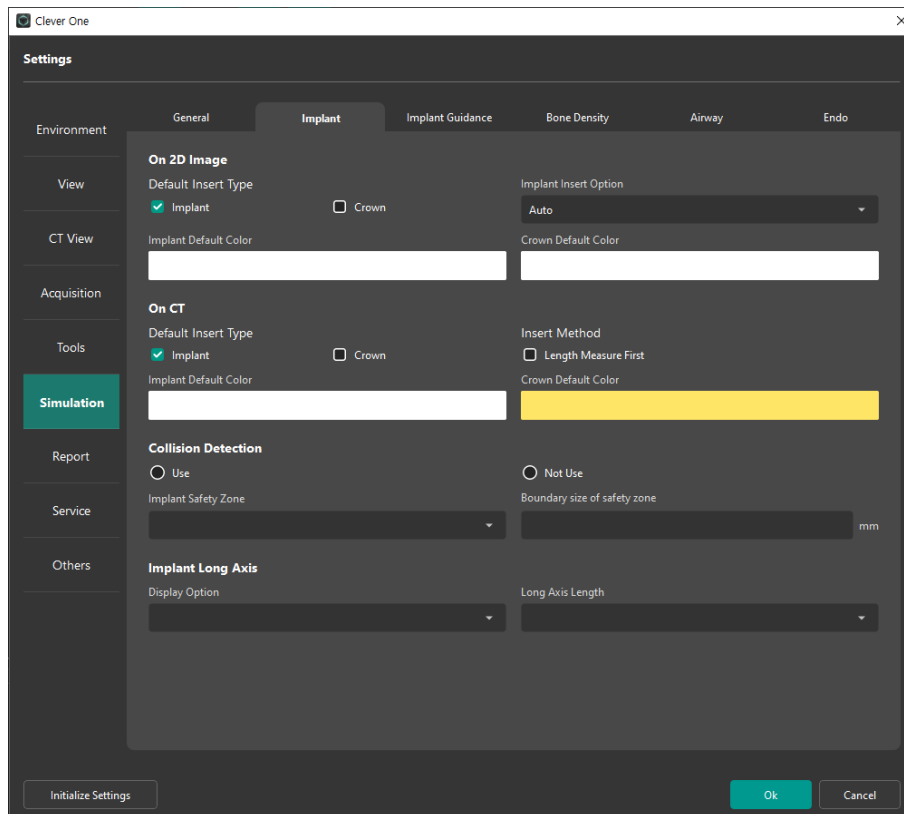 Clever One
Settings
Environment
View
CT View
Acquisition
Tools
Simulation
Report
Service
Others
General
Implant
Implant Guidance
Bone Density
Airway
Endo
On 2D Image
Default Insert Type
Implant
Crown
Implant Insert Option
Auto
Implant Default Color
Crown Default Color
On CT
Default Insert Type
Implant
Crown
Insert Method
Length Measure First
Implant Default Color
Crown Default Color
Collision Detection
Use
Not Use
Implant Safety Zone
Boundary size of safety zone
mm
Implant Long Axis
Display Option
Long Axis Length
Initialize Settings
Ok
Cancel